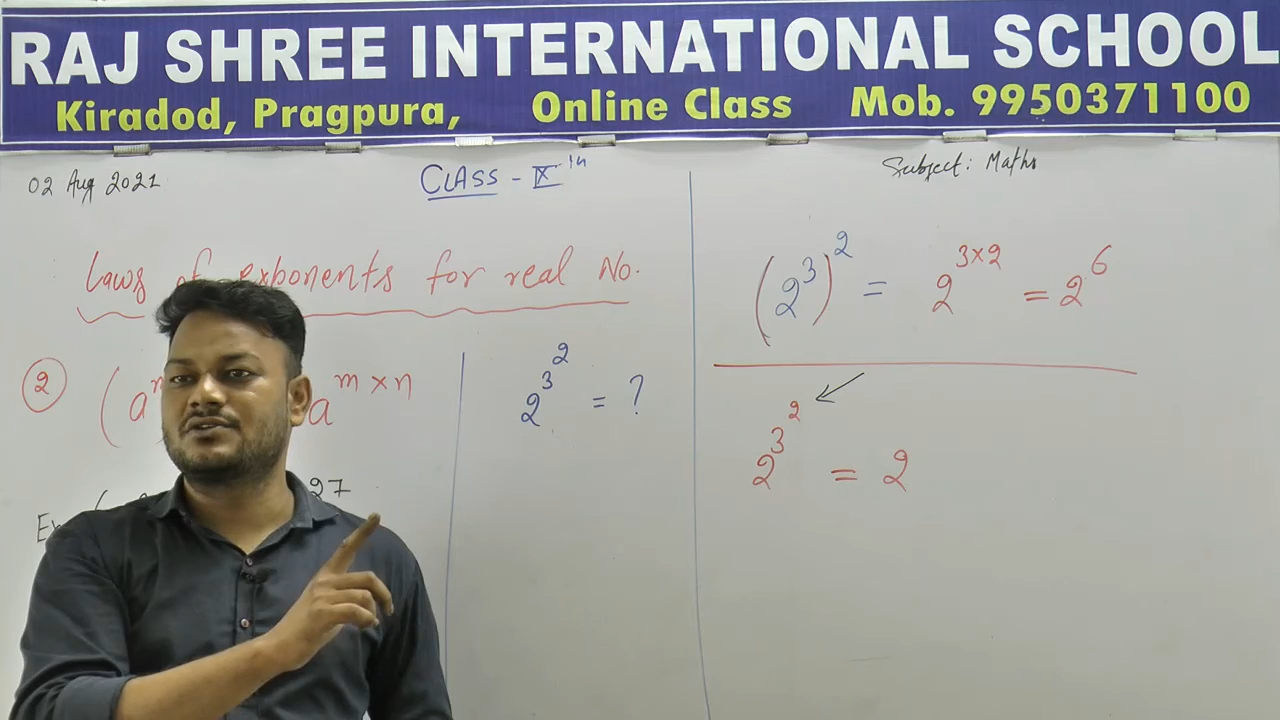 RAJ SHREE INTERNATIONAL SCHOOL
Kiradod, Pragpura, Online Class Mob. 9950371100
02 Aug 2021
CLASS - X th
Subject: Maths
Laws of exponents for real No.
② (a a^{m×n}
27
2^{3^{2}} = ?
(2^3)^2 = 2^{3×2} = 2^6
2^{3^{2}} = 2